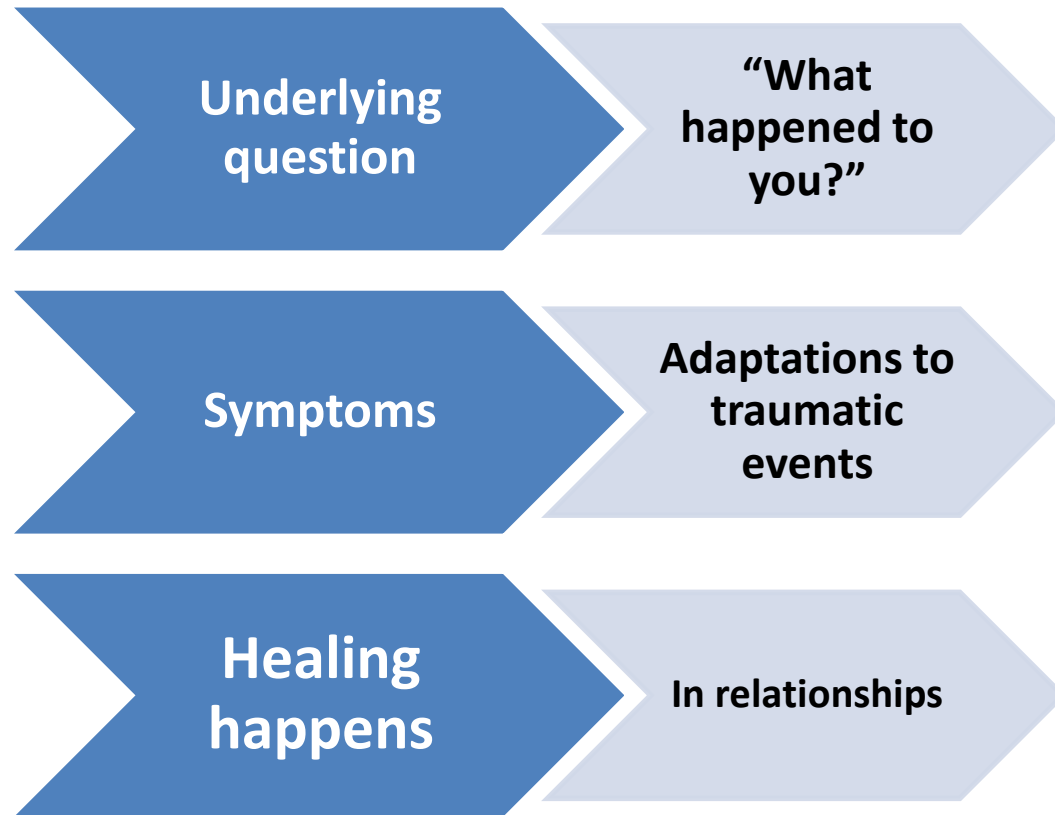 Underlying
question
“What
happened to
you?”
Symptoms
Adaptations to
traumatic
events
Healing
happens
In relationships